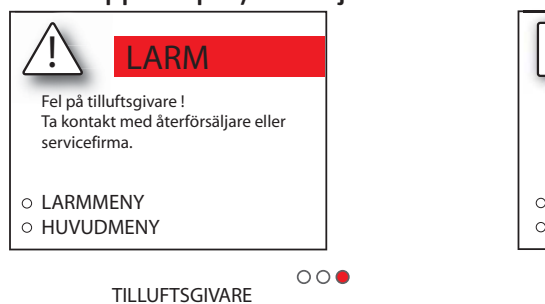 LARM
Fel på tilluftsgivare !
Ta kontakt med återförsäljare eller
servicefirma.
LARMMENY
HUVUDMENY
TILLUFTSGIVARE